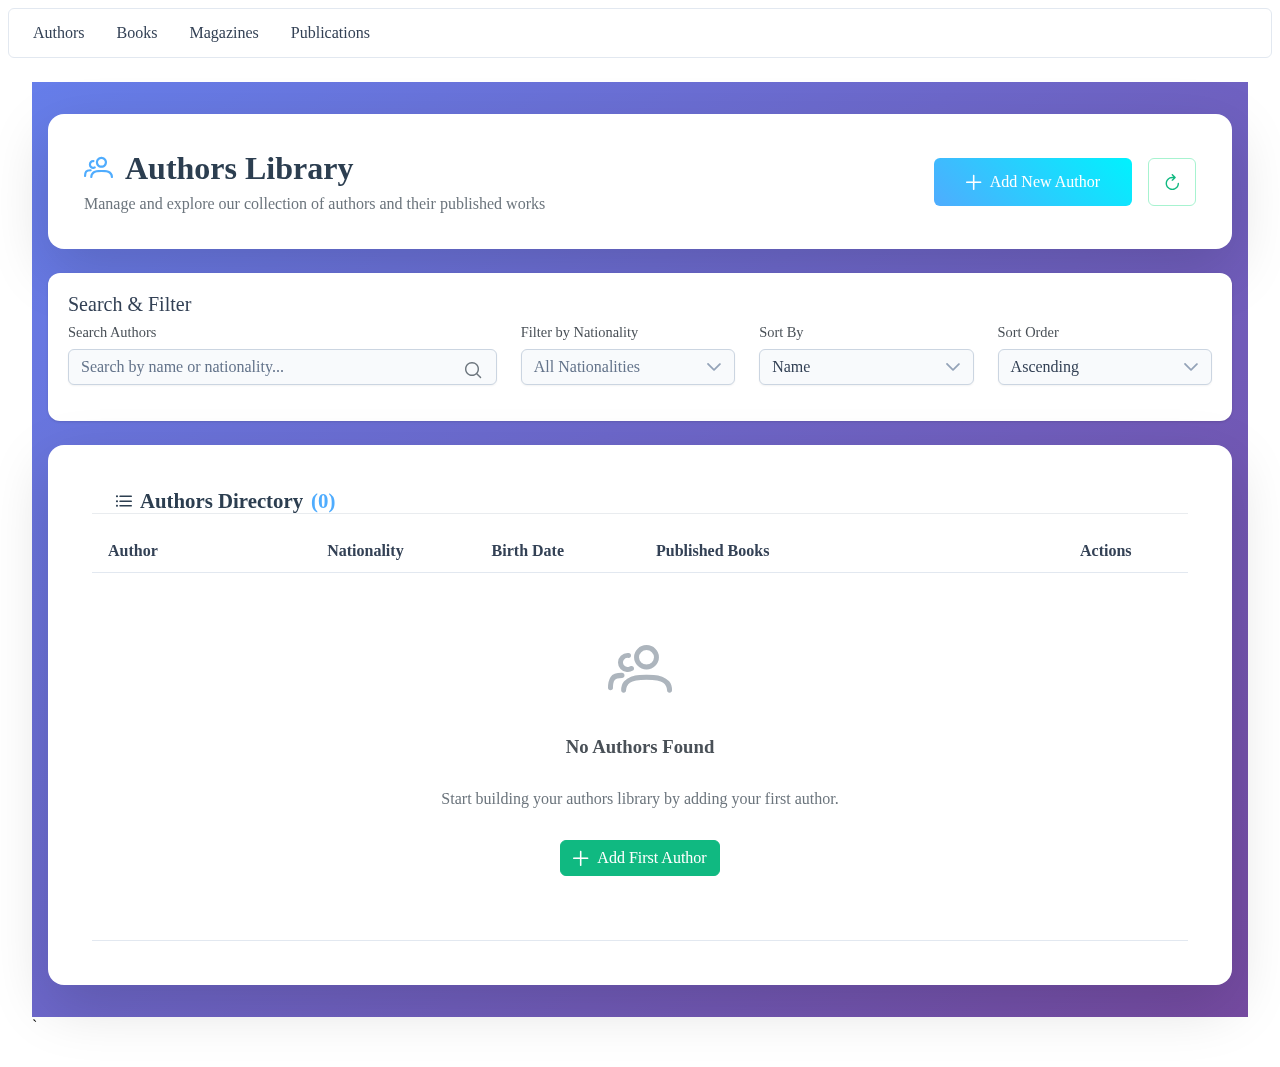 Authors Books Magazines Publications
Authors Library
Manage and explore our collection of authors and their published works
Add New Author
Search & Filter
Search Authors Filter by Nationality Sort By Sort Order
Search by name or nationality... All Nationalities Name Ascending
Authors Directory (0)
Author Nationality Birth Date Published Books Actions
No Authors Found
Start building your authors library by adding your first author.
Add First Author
`